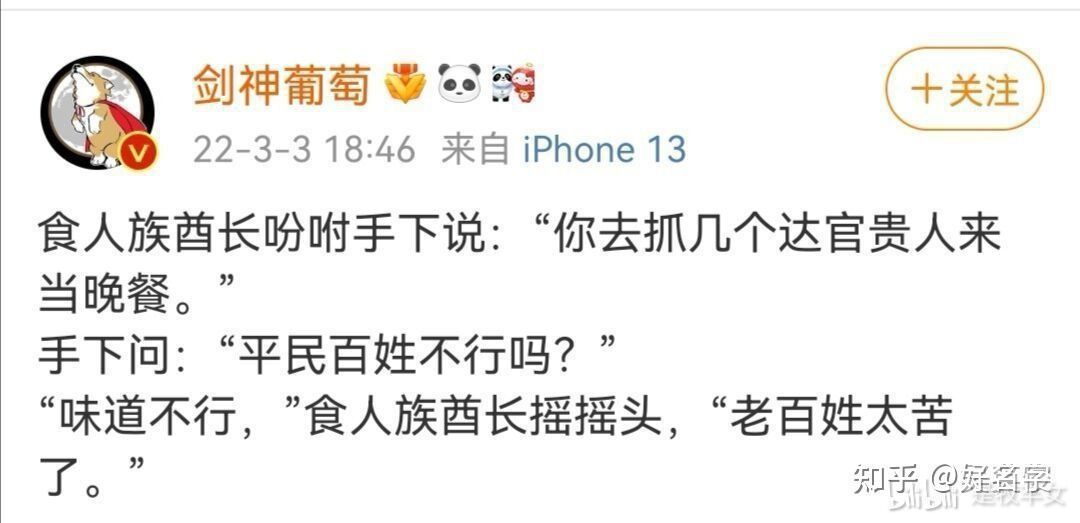 剑神葡萄
+关注
22-3-3 18:46 来自 iPhone 13
食人族酋长吩咐手下说：“你去抓几个达官贵人来
当晚餐。”
手下问：“平民百姓不行吗？”
“味道不行，”食人族酋长摇摇头，“老百姓太苦
了。”
知乎
bilibili